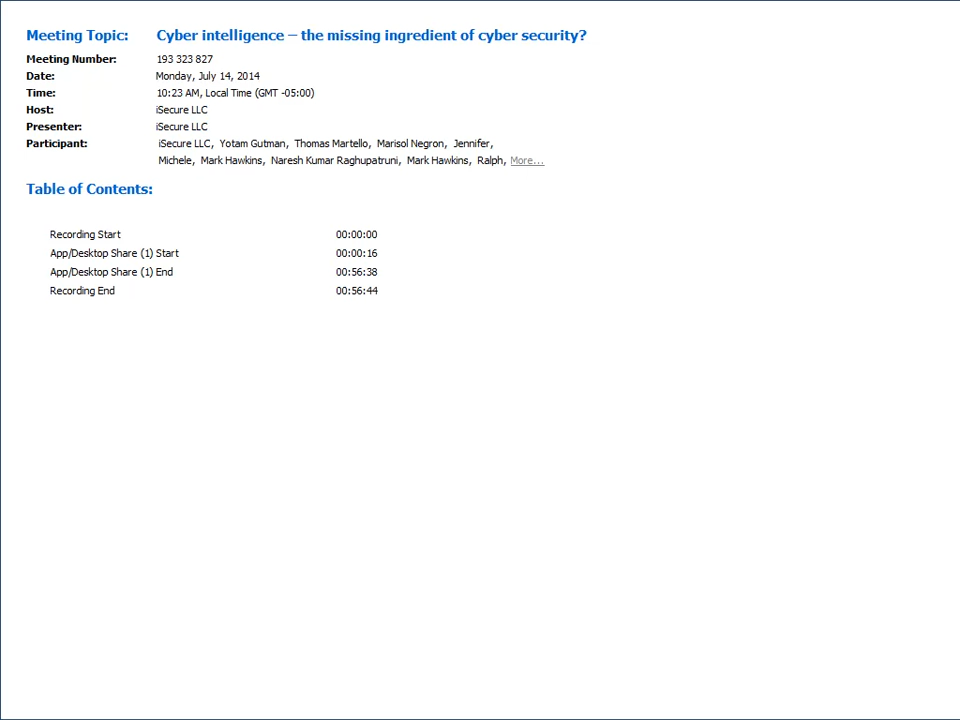 Meeting Topic: Cyber intelligence – the missing ingredient of cyber security?
Meeting Number: 193 323 827
Date: Monday, July 14, 2014
Time: 10:23 AM, Local Time (GMT -05:00)
Host: iSecure LLC
Presenter: iSecure LLC
Participant: iSecure LLC, Yotam Gutman, Thomas Martello, Marisol Negron, Jennifer,
Michele, Mark Hawkins, Naresh Kumar Raghupatruni, Mark Hawkins, Ralph, More...
Table of Contents:
Recording Start 00:00:00
App/Desktop Share (1) Start 00:00:16
App/Desktop Share (1) End 00:56:38
Recording End 00:56:44